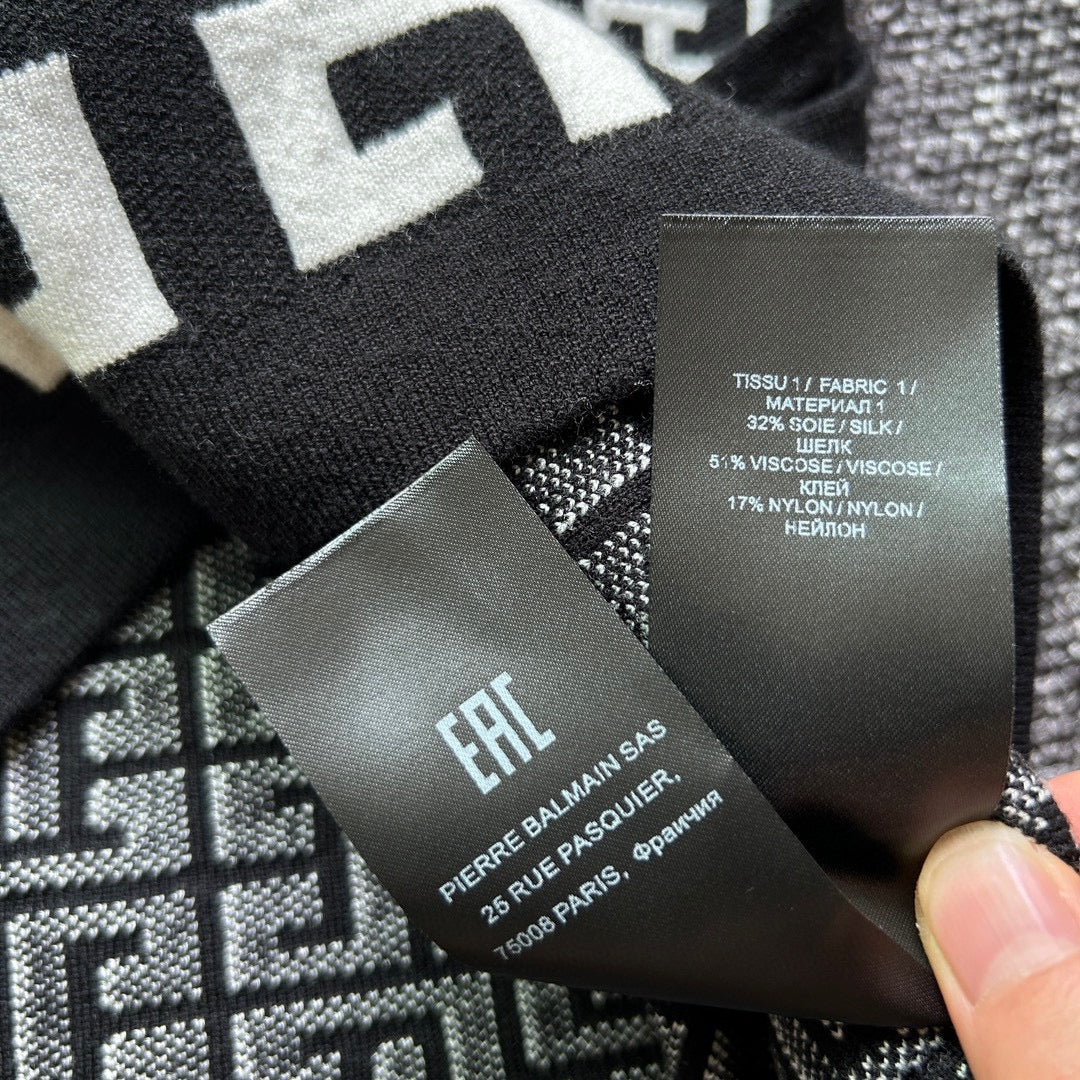 TISSU 1 / FABRIC 1 /
МАТЕРИАЛ 1
32% SOIE / SILK /
ШЕЛК
51% VISCOSE / VISCOSE /
КЛЕЙ
17% NYLON / NYLON /
НЕЙЛОН
EAC
PIERRE BALMAIN SAS
25 RUE PASQUIER,
75008 PARIS, Фраичия